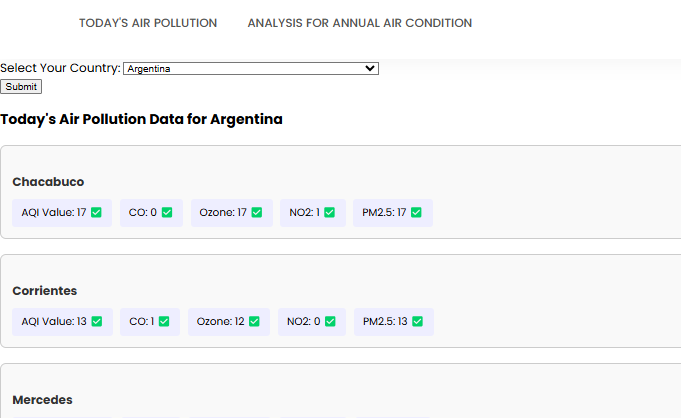 TODAY'S AIR POLLUTION ANALYSIS FOR ANNUAL AIR CONDITION
Select Your Country: Argentina
Submit
Today's Air Pollution Data for Argentina
Chacabuco
AQI Value: 17 ✅ CO: 0 ✅ Ozone: 17 ✅ NO2: 1 ✅ PM2.5: 17 ✅
Corrientes
AQI Value: 13 ✅ CO: 1 ✅ Ozone: 12 ✅ NO2: 0 ✅ PM2.5: 13 ✅
Mercedes